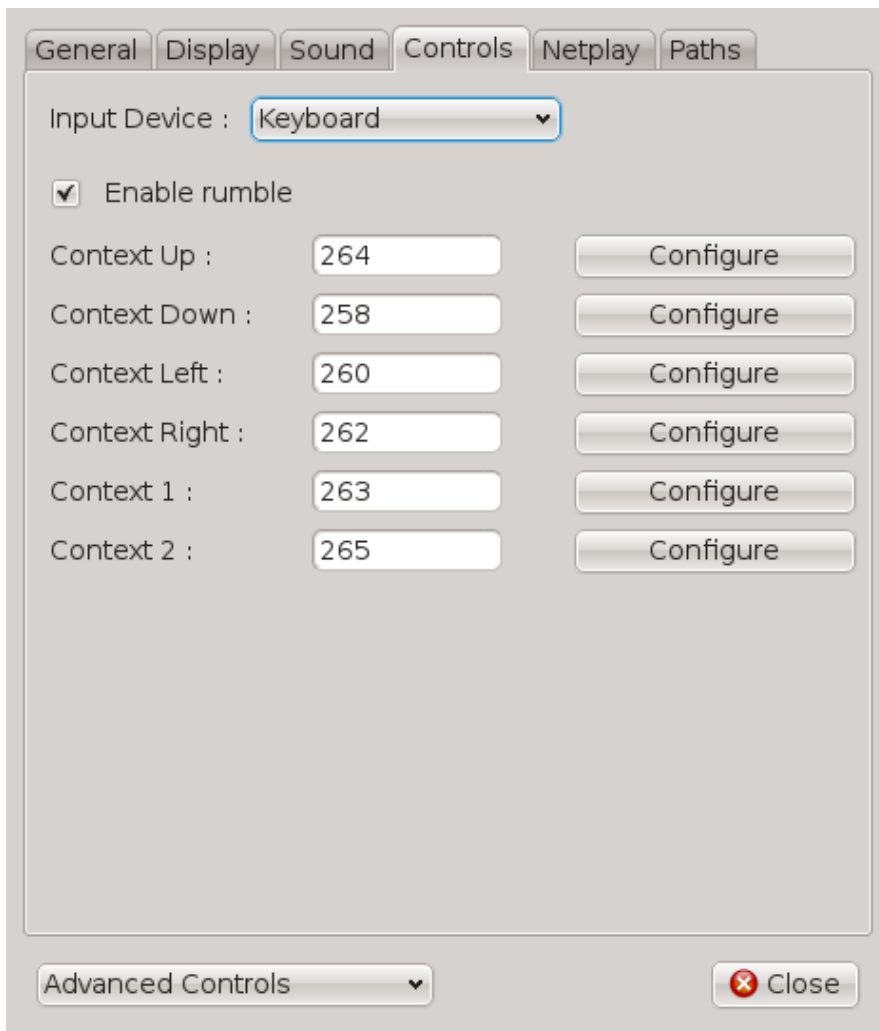 General Display Sound Controls Netplay Paths
Input Device : Keyboard
Enable rumble
Context Up : 264 Configure
Context Down : 258 Configure
Context Left : 260 Configure
Context Right : 262 Configure
Context 1 : 263 Configure
Context 2 : 265 Configure
Advanced Controls Close